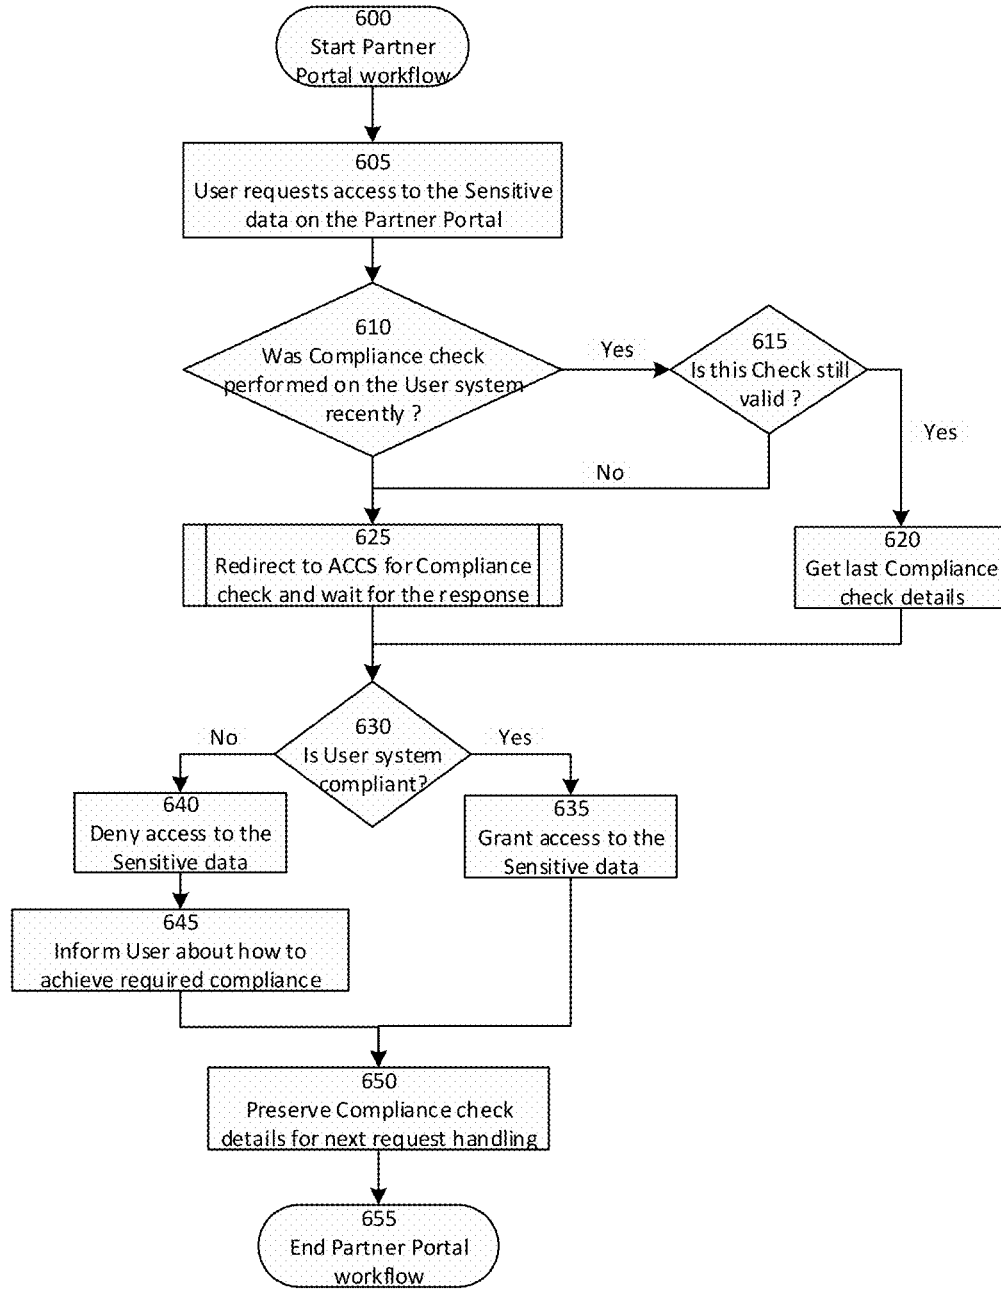 600
Start Partner
Portal workflow
605
User requests access to the Sensitive
data on the Partner Portal
610
Was Compliance check
performed on the User system
recently ?
Yes
615
Is this Check still
valid ?
Yes
No
625
Redirect to ACCS for Compliance
check and wait for the response
620
Get last Compliance
check details
630
Is User system
compliant?
No
Yes
640
Deny access to the
Sensitive data
635
Grant access to the
Sensitive data
645
Inform User about how to
achieve required compliance
650
Preserve Compliance check
details for next request handling
655
End Partner Portal
workflow